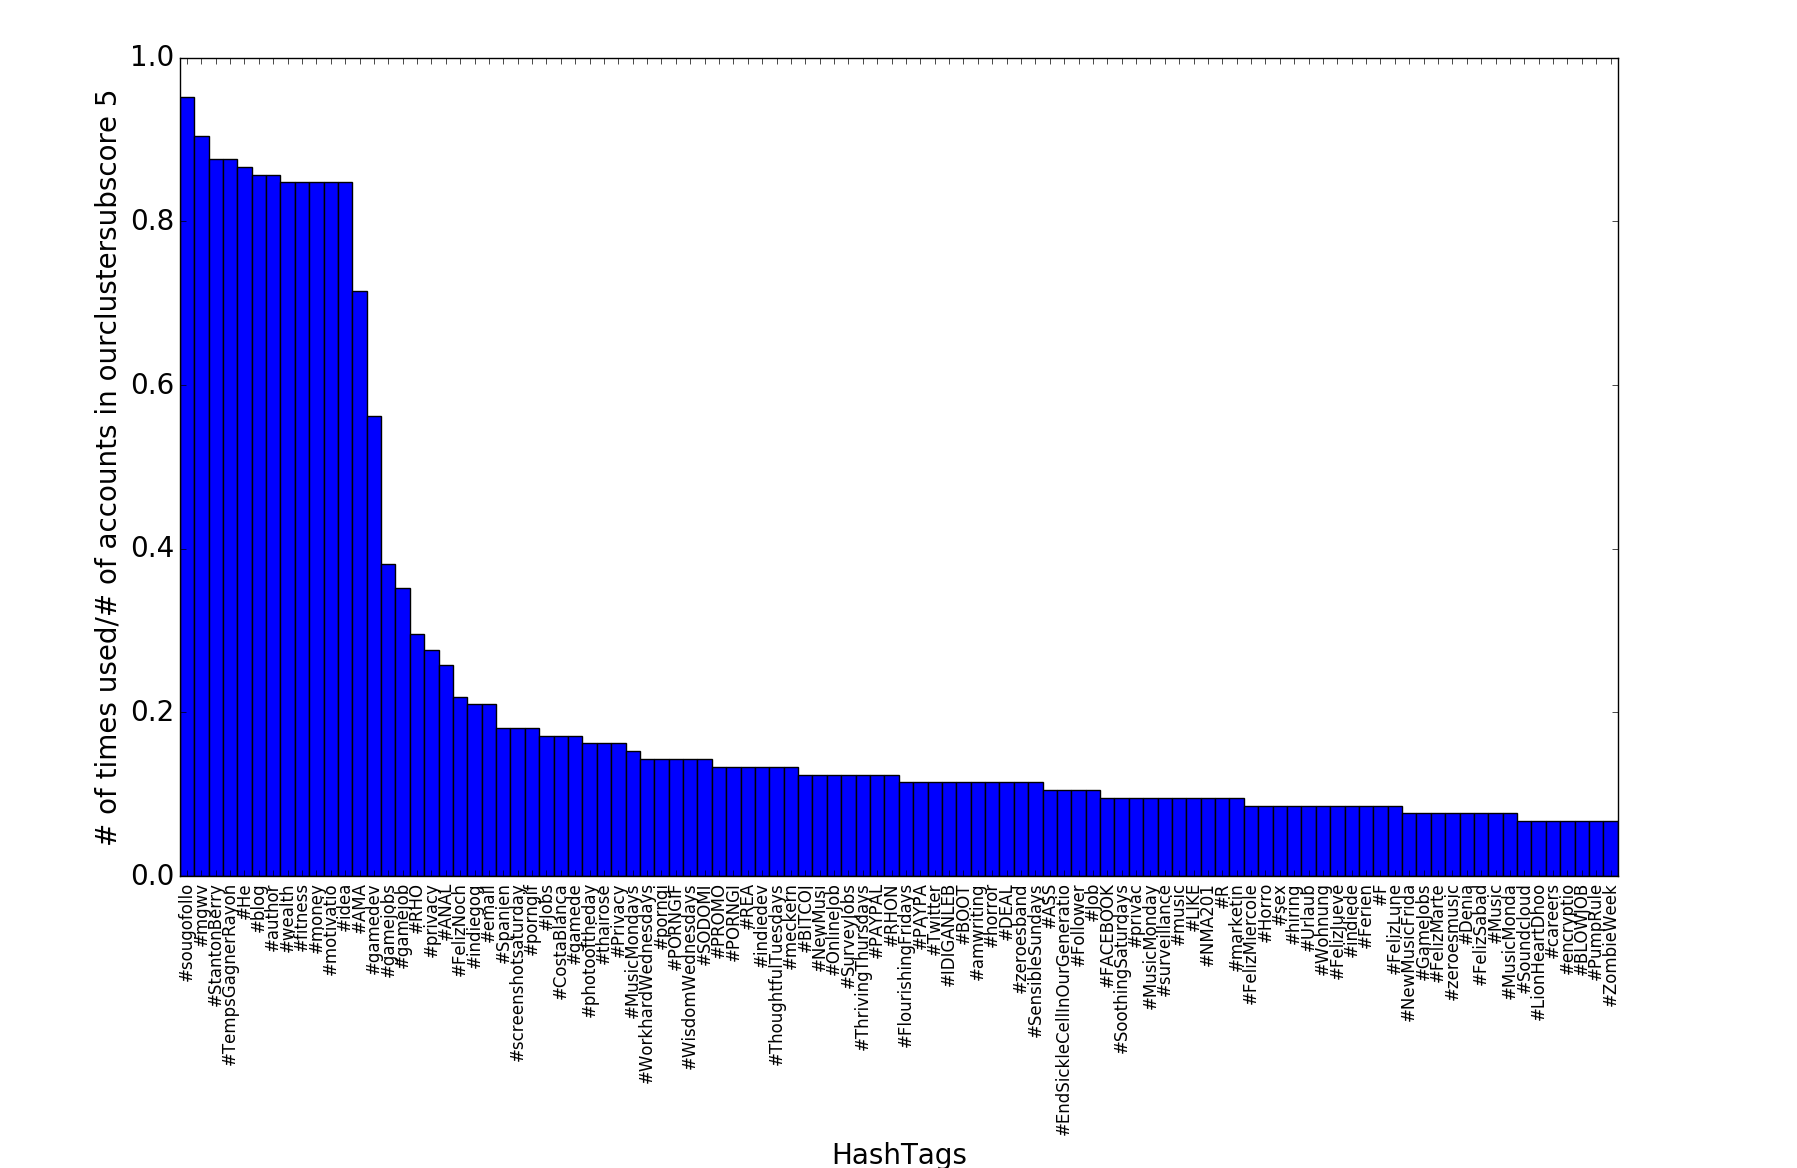 1.0
0.8
0.6
0.4
0.2
0.0
# of times used/# of accounts in ourclustersubscore 5
#sougofollo
#mgwv
#StantonBerry
#TempsGagnerRayon
#He
#blog
#author
#wealth
#fitness
#money
#motivatio
#idea
#AMA
#gamedev
#gamejobs
#gamejob
#RHO
#privacy
#ANAL
#FelizNoch
#indiegog
#email
#Spanien
#screenshotsaturday
#porngif
#Jobs
#CostaBlanca
#gamede
#photooftheday
#thairose
#Privacy
#MusicMondays
#WorkhardWednesdays
#porngi
#PORNGIF
#WisdomWednesdays
#SODOMI
#PROMO
#PORNGI
#REA
#indiedev
#ThoughtfulTuesdays
#meckern
#BITCOI
#NewMusi
#Onlinejob
#SurveyJobs
#ThrivingThursdays
#PAYPAL
#RHON
#FlourishingFridays
#PAYPA
#Twitter
#IDIGANLEB
#BOOT
#amwriting
#horror
#DEAL
#zeroesband
#SensibleSundays
#ASS
#EndSickleCellInOurGeneratio
#Follower
#Job
#FACEBOOK
#SoothingSaturdays
#privac
#MusicMonday
#surveillance
#music
#LIKE
#NMA201
#R
#marketin
#FelizMiercole
#Horro
#sex
#hiring
#Urlaub
#Wohnung
#FelizJueve
#indiede
#Ferien
#F
#FelizLune
#NewMusicFrida
#GameJobs
#FelizMarte
#zeroesmusic
#Denia
#FelizSabad
#Music
#MusicMonda
#Soundcloud
#LionHeartDhoo
#careers
#encryptio
#BLOWJOB
#PumpRule
#ZombieWeek
HashTags